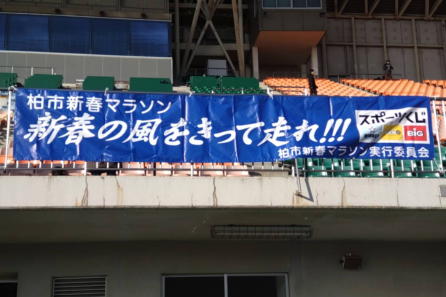 柏市新春マラソン
新春の風をきって走れ!!!
スポーツくじ
BIG
柏市新春マラソン実行委員会